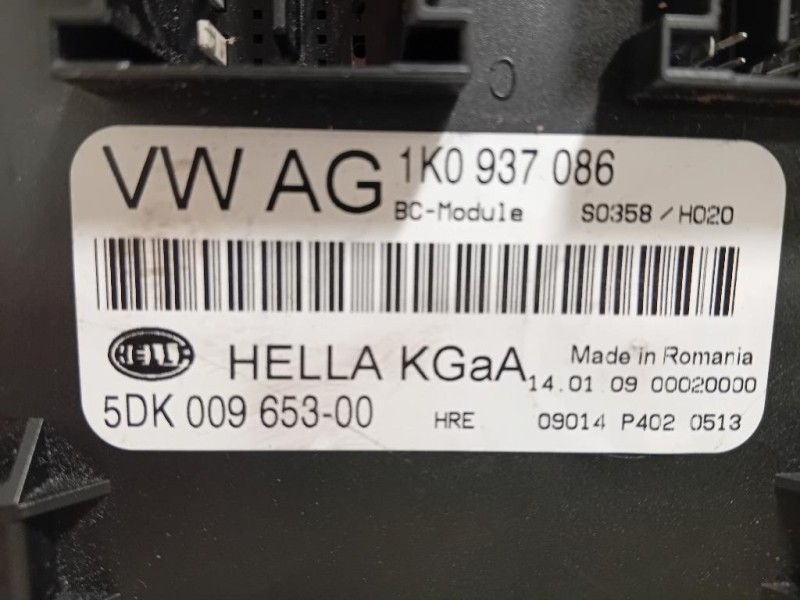 C
VW AG 1K0 937 086
BC-Module S0358 / H020
HELLA HELLA KGaA Made in Romania
14.01 09 00020000
5DK 009 653-00 HRE 09014 P402 0513